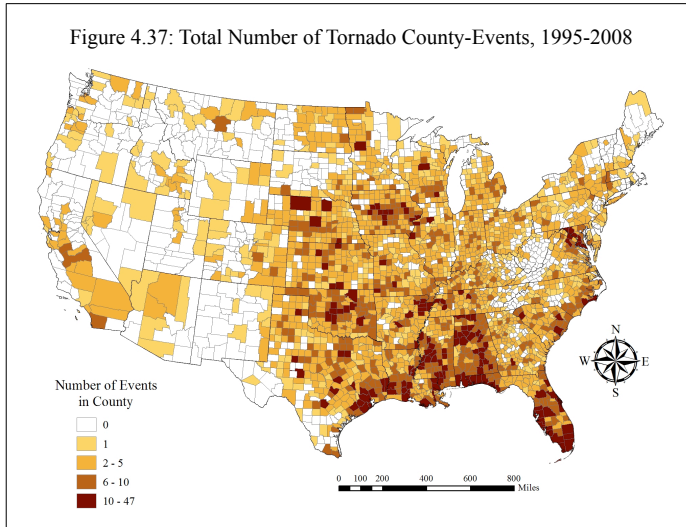 Figure 4.37: Total Number of Tornado County-Events, 1995-2008
N
W
E
S
Number of Events
in County
0
1
2 - 5
6 - 10
10 - 47
0 100 200 400 600 800
Miles